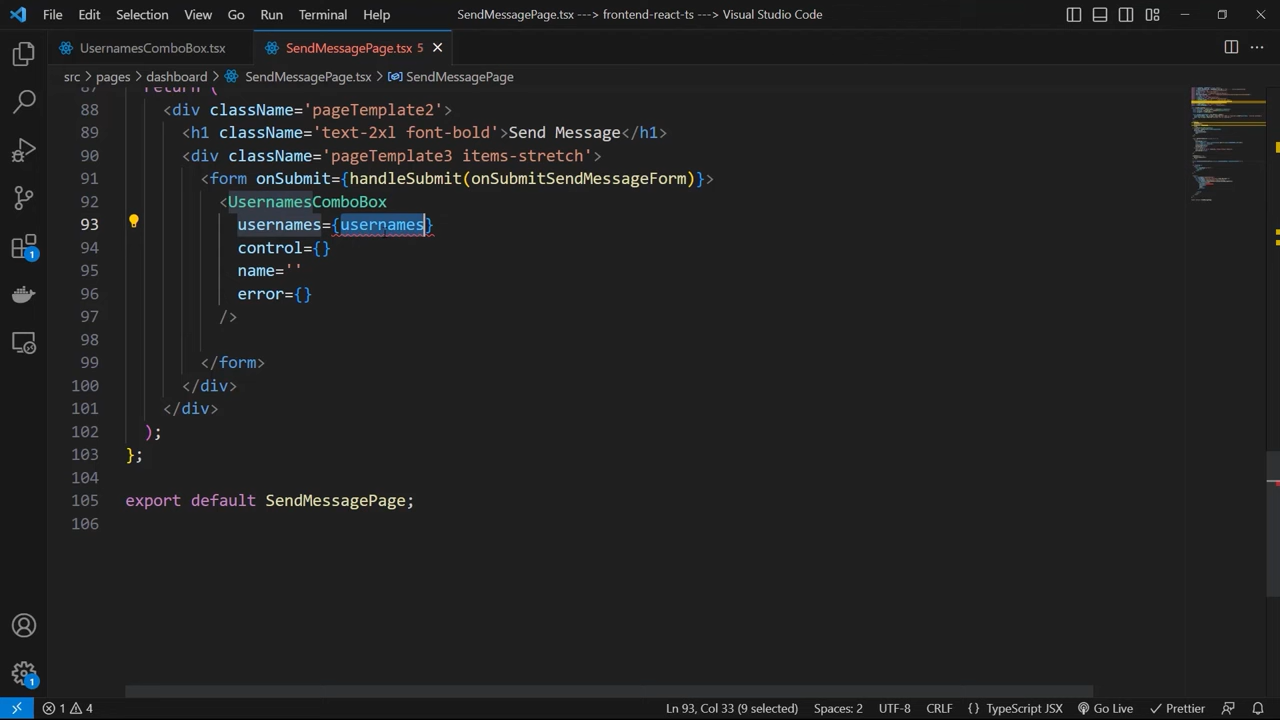 File Edit Selection View Go Run Terminal Help SendMessagePage.tsx ---> frontend-react-ts ---> Visual Studio Code
UsernamesComboBox.tsx SendMessagePage.tsx 5
src > pages > dashboard > SendMessagePage.tsx > SendMessagePage
87 return (
88 <div className='pageTemplate2'>
89 <h1 className='text-2xl font-bold'>Send Message</h1>
90 <div className='pageTemplate3 items-stretch'>
91 <form onSubmit={handleSubmit(onSumitSendMessageForm)}>
92 <UsernamesComboBox
93 usernames={usernames}
94 control={}
95 name=''
96 error={}
97 />
98
99 </form>
100 </div>
101 </div>
102 );
103 };
104
105 export default SendMessagePage;
106
1
1
1 4 Ln 93, Col 33 (9 selected) Spaces: 2 UTF-8 CRLF { } TypeScript JSX Go Live Prettier